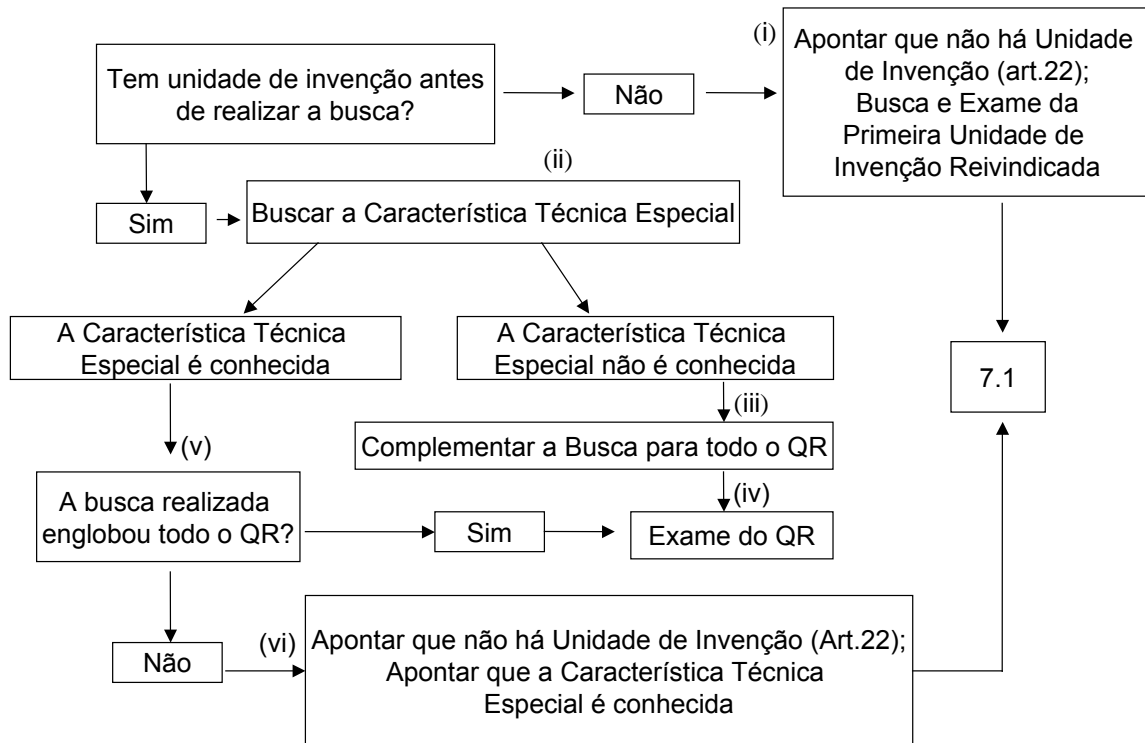 (i)
Apontar que não há Unidade
de Invenção (art.22);
Busca e Exame da
Primeira Unidade de
Invenção Reivindicada
Tem unidade de invenção antes
de realizar a busca?
Não
(ii)
Sim
Buscar a Característica Técnica Especial
A Característica Técnica
Especial é conhecida
A Característica Técnica
Especial não é conhecida
7.1
(iii)
(v)
Complementar a Busca para todo o QR
(iv)
A busca realizada
englobou todo o QR?
Sim
Exame do QR
Não
(vi)
Apontar que não há Unidade de Invenção (Art.22);
Apontar que a Característica Técnica
Especial é conhecida